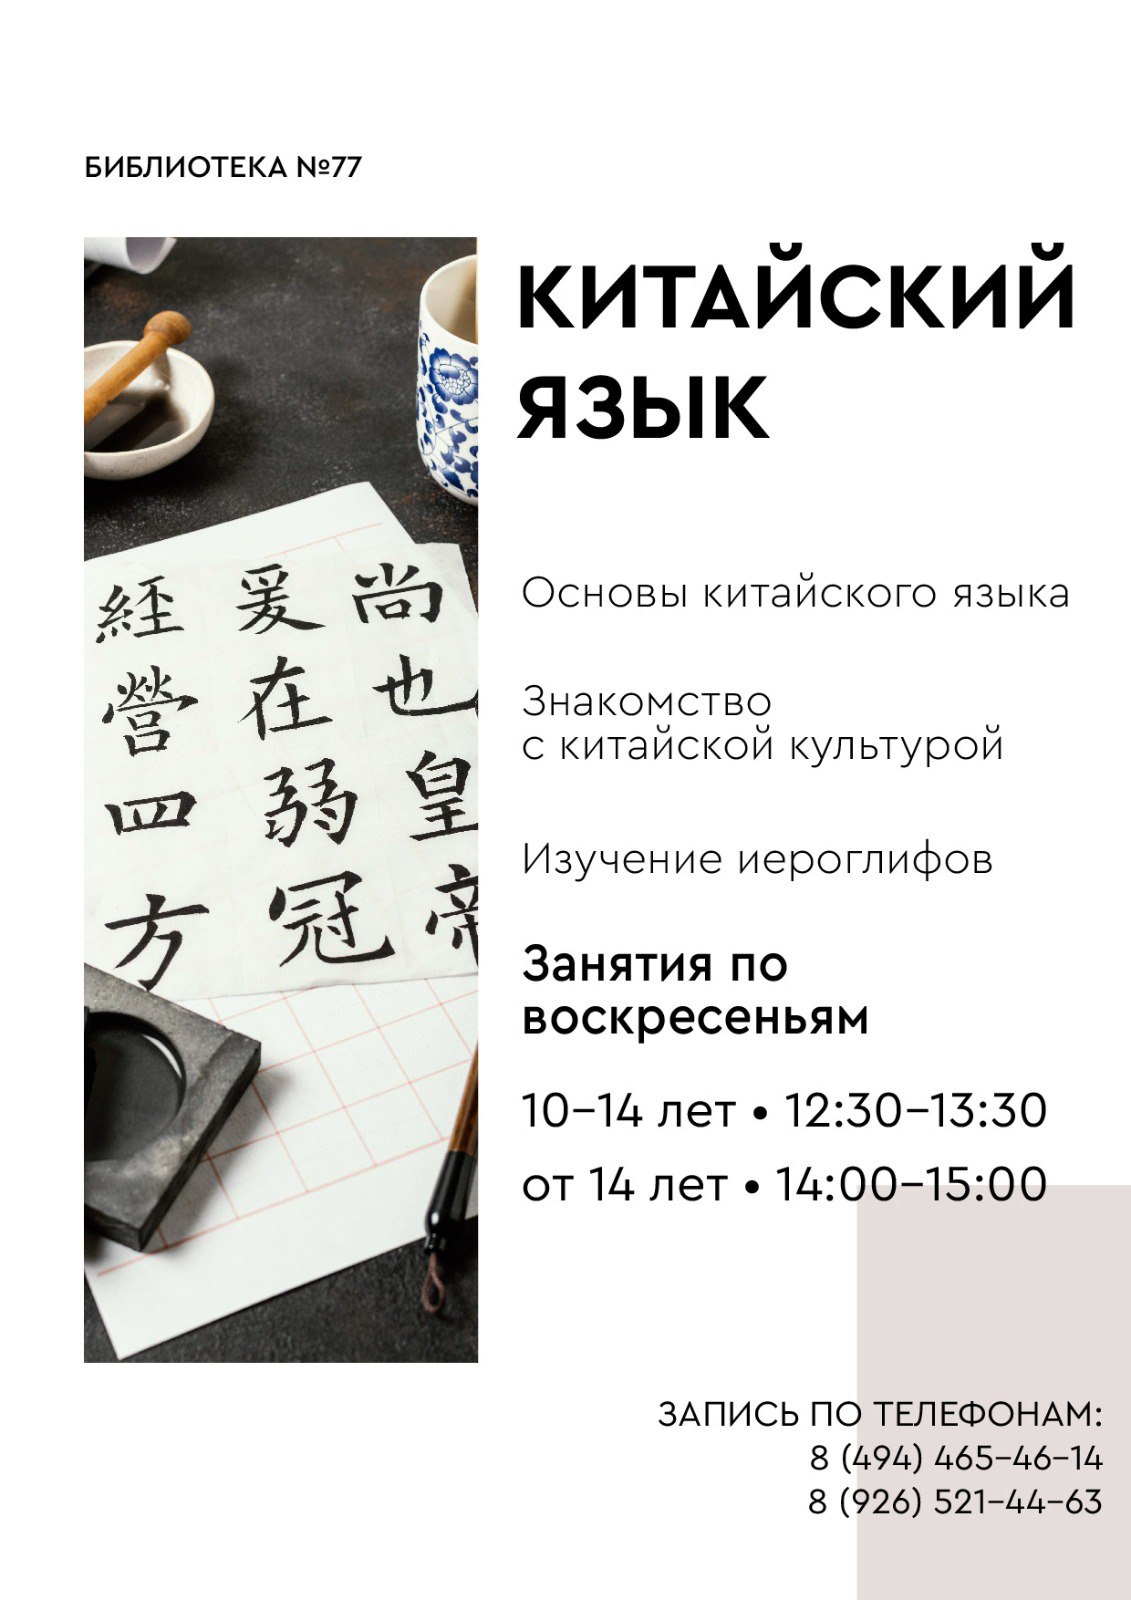 БИБЛИОТЕКА №77
КИТАЙСКИЙ
ЯЗЫК
Основы китайского языка
Знакомство
с китайской культурой
Изучение иероглифов
Занятия по
воскресеньям
10–14 лет • 12:30–13:30
от 14 лет • 14:00–15:00
ЗАПИСЬ ПО ТЕЛЕФОНАМ:
8 (494) 465–46–14
8 (926) 521–44–63
尚也皇帝
爰在弱冠
經營四方